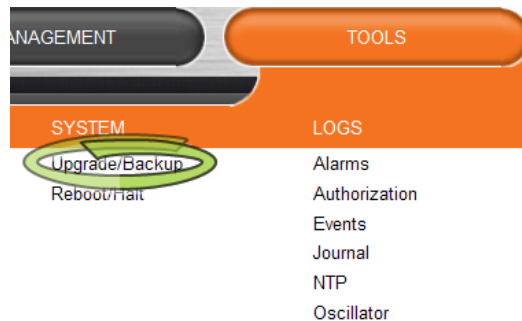 ANAGEMENT
TOOLS
SYSTEM
Upgrade/Backup
Reboot/Halt
LOGS
Alarms
Authorization
Events
Journal
NTP
Oscillator